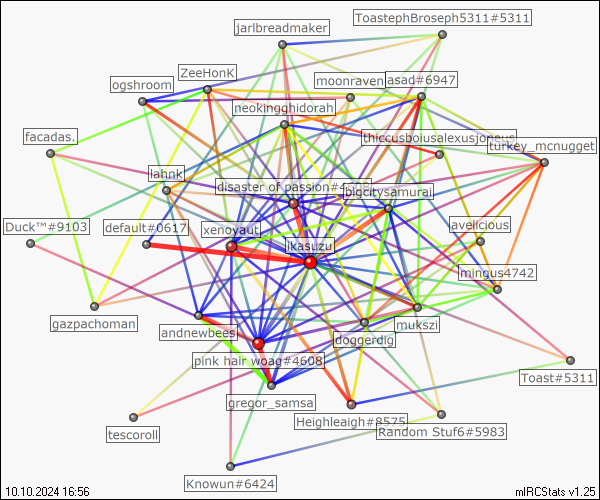 ToastephBroseph5311#5311
jarlbreadmaker
ZeeHonK
moonraven
asad#6947
ogshroom
neokingghidorah
thiccusboiusalexusjoneus
turkey_mcnugget
facadas.
lahnk
disaster of passion#4608
bigcitysamurai
Duck™#9103
default#0617
xenoyaut
ikasuzu
avelicious
mingus4742
gazpachoman
andnewbees
mukszi
doggerdig
pink hair woag#4608
Toast#5311
gregor_samsa
Heighleaigh#8575
Random Stuf6#5983
tescoroll
Knowun#6424
10.10.2024 16:56
mIRCStats v1.25